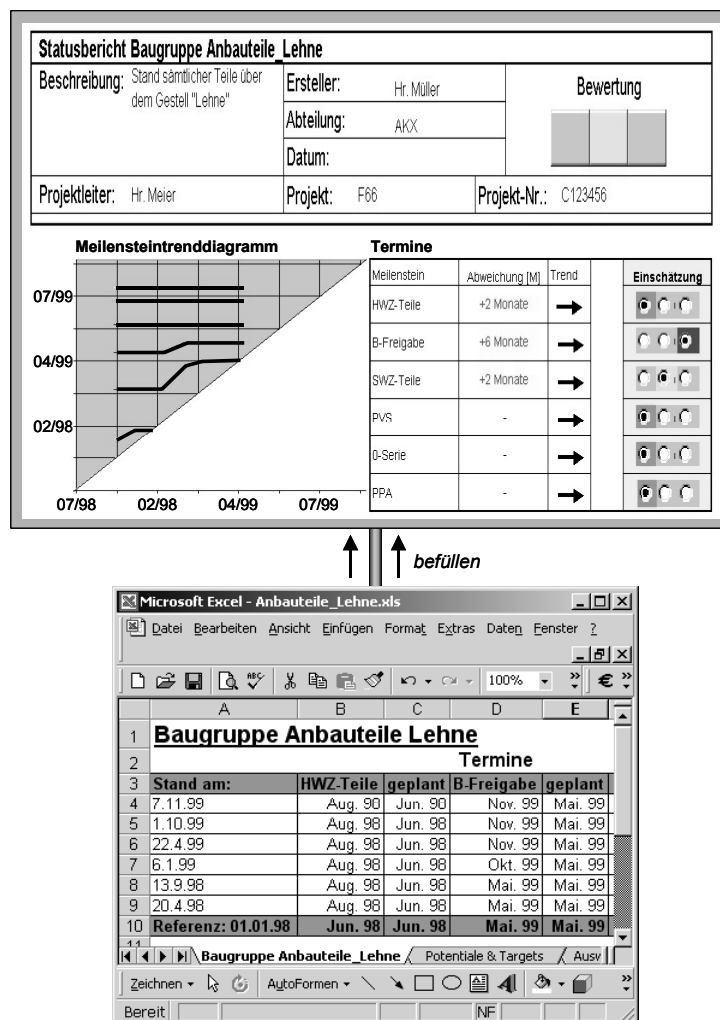 Statusbericht Baugruppe Anbauteile_Lehne
Beschreibung: Stand sämtlicher Teile über
dem Gestell "Lehne"
Ersteller: Hr. Müller
Abteilung: AKX
Datum:
Bewertung
Projektleiter: Hr. Meier Projekt: F66 Projekt-Nr.: C123456
Meilensteintrenddiagramm
07/99
04/99
02/98
07/98 02/98 04/99 07/99
Termine
Meilenstein Abweichung [M] Trend Einschätzung
HWZ-Teile +2 Monate
B-Freigabe +6 Monate
SWZ-Teile +2 Monate
PVS -
0-Serie -
PPA -
befüllen
Microsoft Excel - Anbauteile_Lehne.xls
Datei Bearbeiten Ansicht Einfügen Format Extras Daten Fenster ?
100%
A B C D E
1 Baugruppe Anbauteile Lehne
2 Termine
3 Stand am: HWZ-Teile geplant B-Freigabe geplant
4 7.11.99 Aug. 90 Jun. 90 Nov. 99 Mai. 99
5 1.10.99 Aug. 98 Jun. 98 Nov. 99 Mai. 99
6 22.4.99 Aug. 98 Jun. 98 Nov. 99 Mai. 99
7 6.1.99 Aug. 98 Jun. 98 Okt. 99 Mai. 99
8 13.9.98 Aug. 98 Jun. 98 Mai. 99 Mai. 99
9 20.4.98 Aug. 98 Jun. 98 Mai. 99 Mai. 99
10 Referenz: 01.01.98 Jun. 98 Jun. 98 Mai. 99 Mai. 99
11
Baugruppe Anbauteile_Lehne Potentiale & Targets Ausw
Zeichnen AutoFormen
Bereit NF